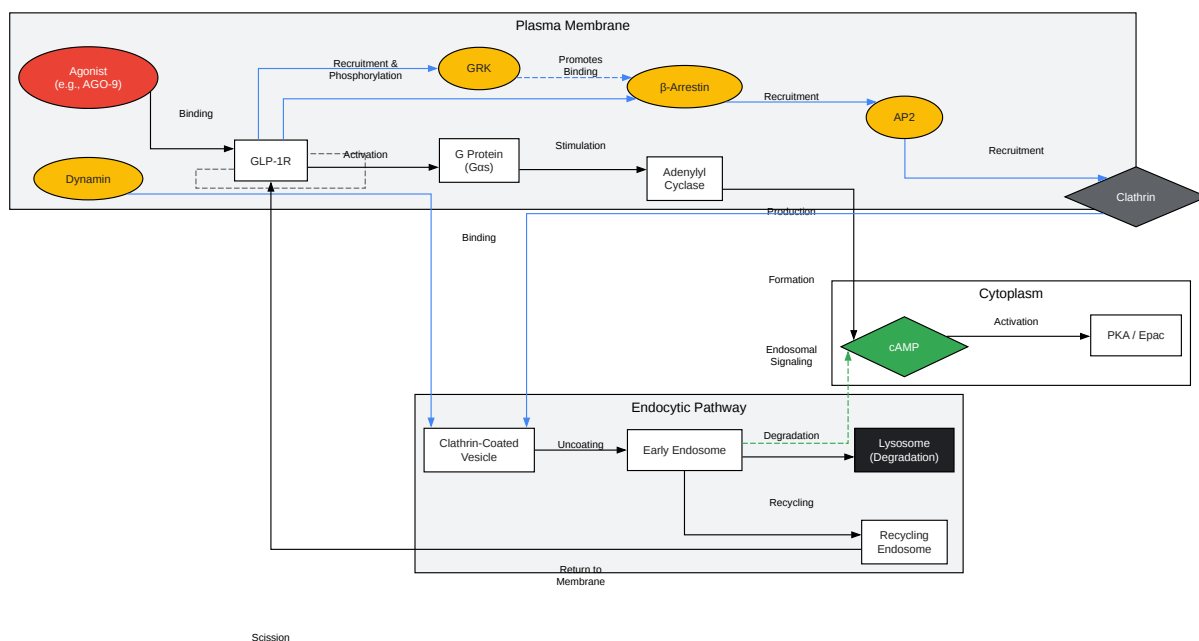 Plasma Membrane
Agonist
(e.g., AGO-9)
Recruitment &
Phosphorylation
GRK
Promotes
Binding
β-Arrestin
Recruitment
AP2
Binding
GLP-1R
Activation
G Protein
(Gαs)
Stimulation
Adenylyl
Cyclase
Recruitment
Dynamin
Clathrin
Production
Binding
Formation
Cytoplasm
Endosomal
Signaling
cAMP
Activation
PKA / Epac
Endocytic Pathway
Clathrin-Coated
Vesicle
Uncoating
Early Endosome
Degradation
Lysosome
(Degradation)
Recycling
Recycling
Endosome
Return to
Membrane
Scission